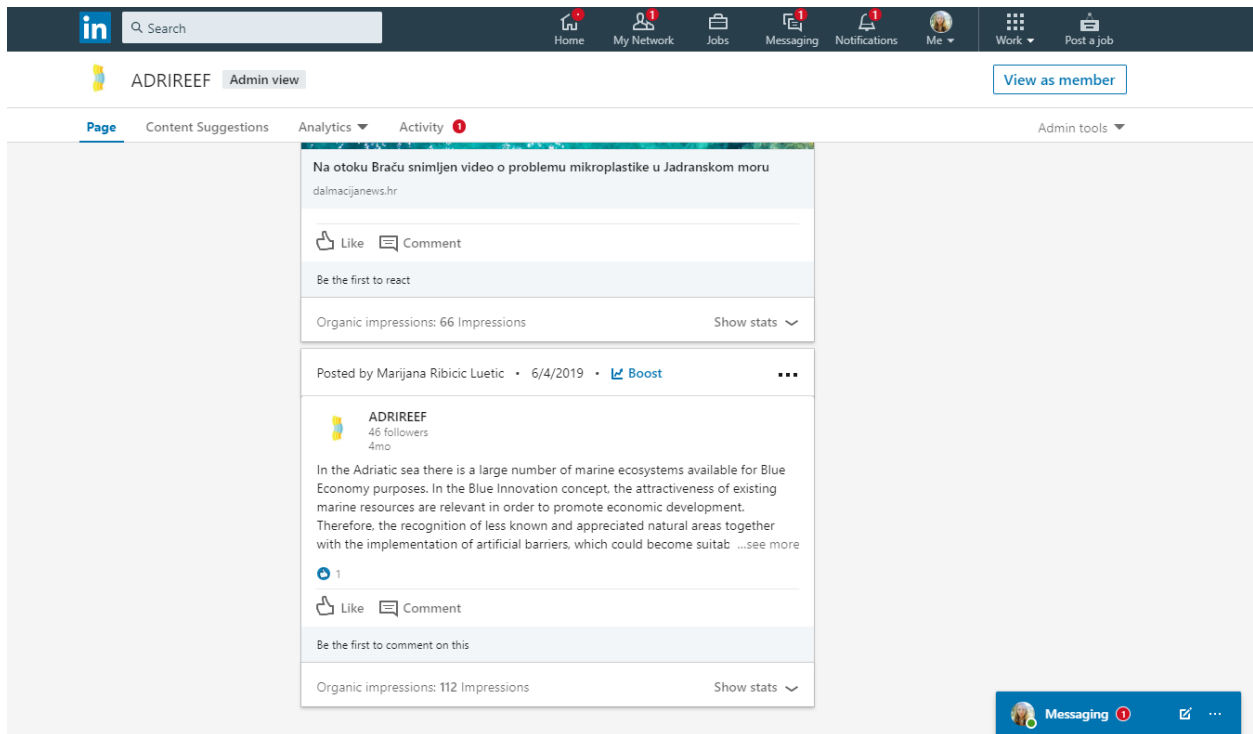 in
Search
Home
My Network
1
Jobs
Messaging
1
Notifications
1
Me
Work
Post a job
ADRIREEF
Admin view
View as member
Page
Content Suggestions
Analytics
Activity 1
Admin tools
Na otoku Braču snimljen video o problemu mikroplastike u Jadranskom moru
dalmacijanews.hr
Like Comment
Be the first to react
Organic impressions: 66 Impressions
Show stats
Posted by Marijana Ribicic Luetic • 6/4/2019 • Boost
ADRIREEF
46 followers
4mo
In the Adriatic sea there is a large number of marine ecosystems available for Blue
Economy purposes. In the Blue Innovation concept, the attractiveness of existing
marine resources are relevant in order to promote economic development.
Therefore, the recognition of less known and appreciated natural areas together
with the implementation of artificial barriers, which could become suitab ...see more
1
Like Comment
Be the first to comment on this
Organic impressions: 112 Impressions
Show stats
Messaging 1